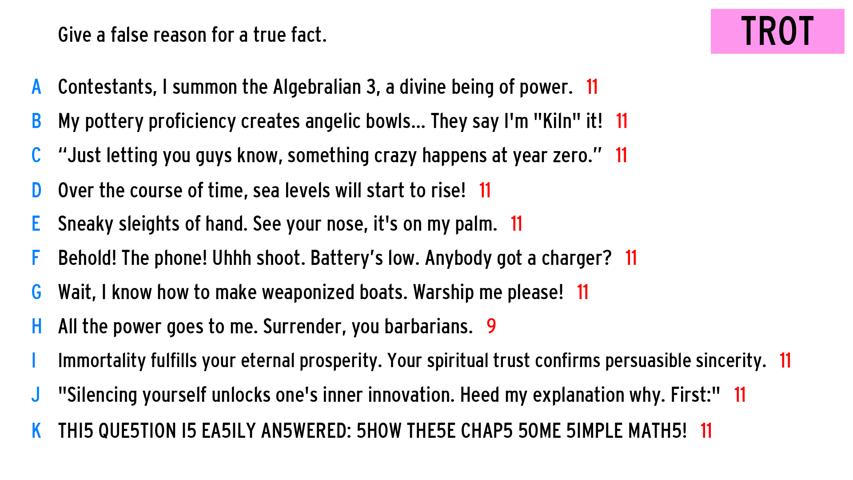 Give a false reason for a true fact.
TROT
A Contestants, I summon the Algebralian 3, a divine being of power. 11
B My pottery proficiency creates angelic bowls... They say I'm "Kiln" it! 11
C “Just letting you guys know, something crazy happens at year zero.” 11
D Over the course of time, sea levels will start to rise! 11
E Sneaky sleights of hand. See your nose, it's on my palm. 11
F Behold! The phone! Uhhh shoot. Battery’s low. Anybody got a charger? 11
G Wait, I know how to make weaponized boats. Warship me please! 11
H All the power goes to me. Surrender, you barbarians. 9
I Immortality fulfills your eternal prosperity. Your spiritual trust confirms persuasible sincerity. 11
J "Silencing yourself unlocks one's inner innovation. Heed my explanation why. First:" 11
K THI5 QUE5TION I5 EA5ILY AN5WERED: 5HOW THE5E CHAP5 5OME 5IMPLE MATH5! 11